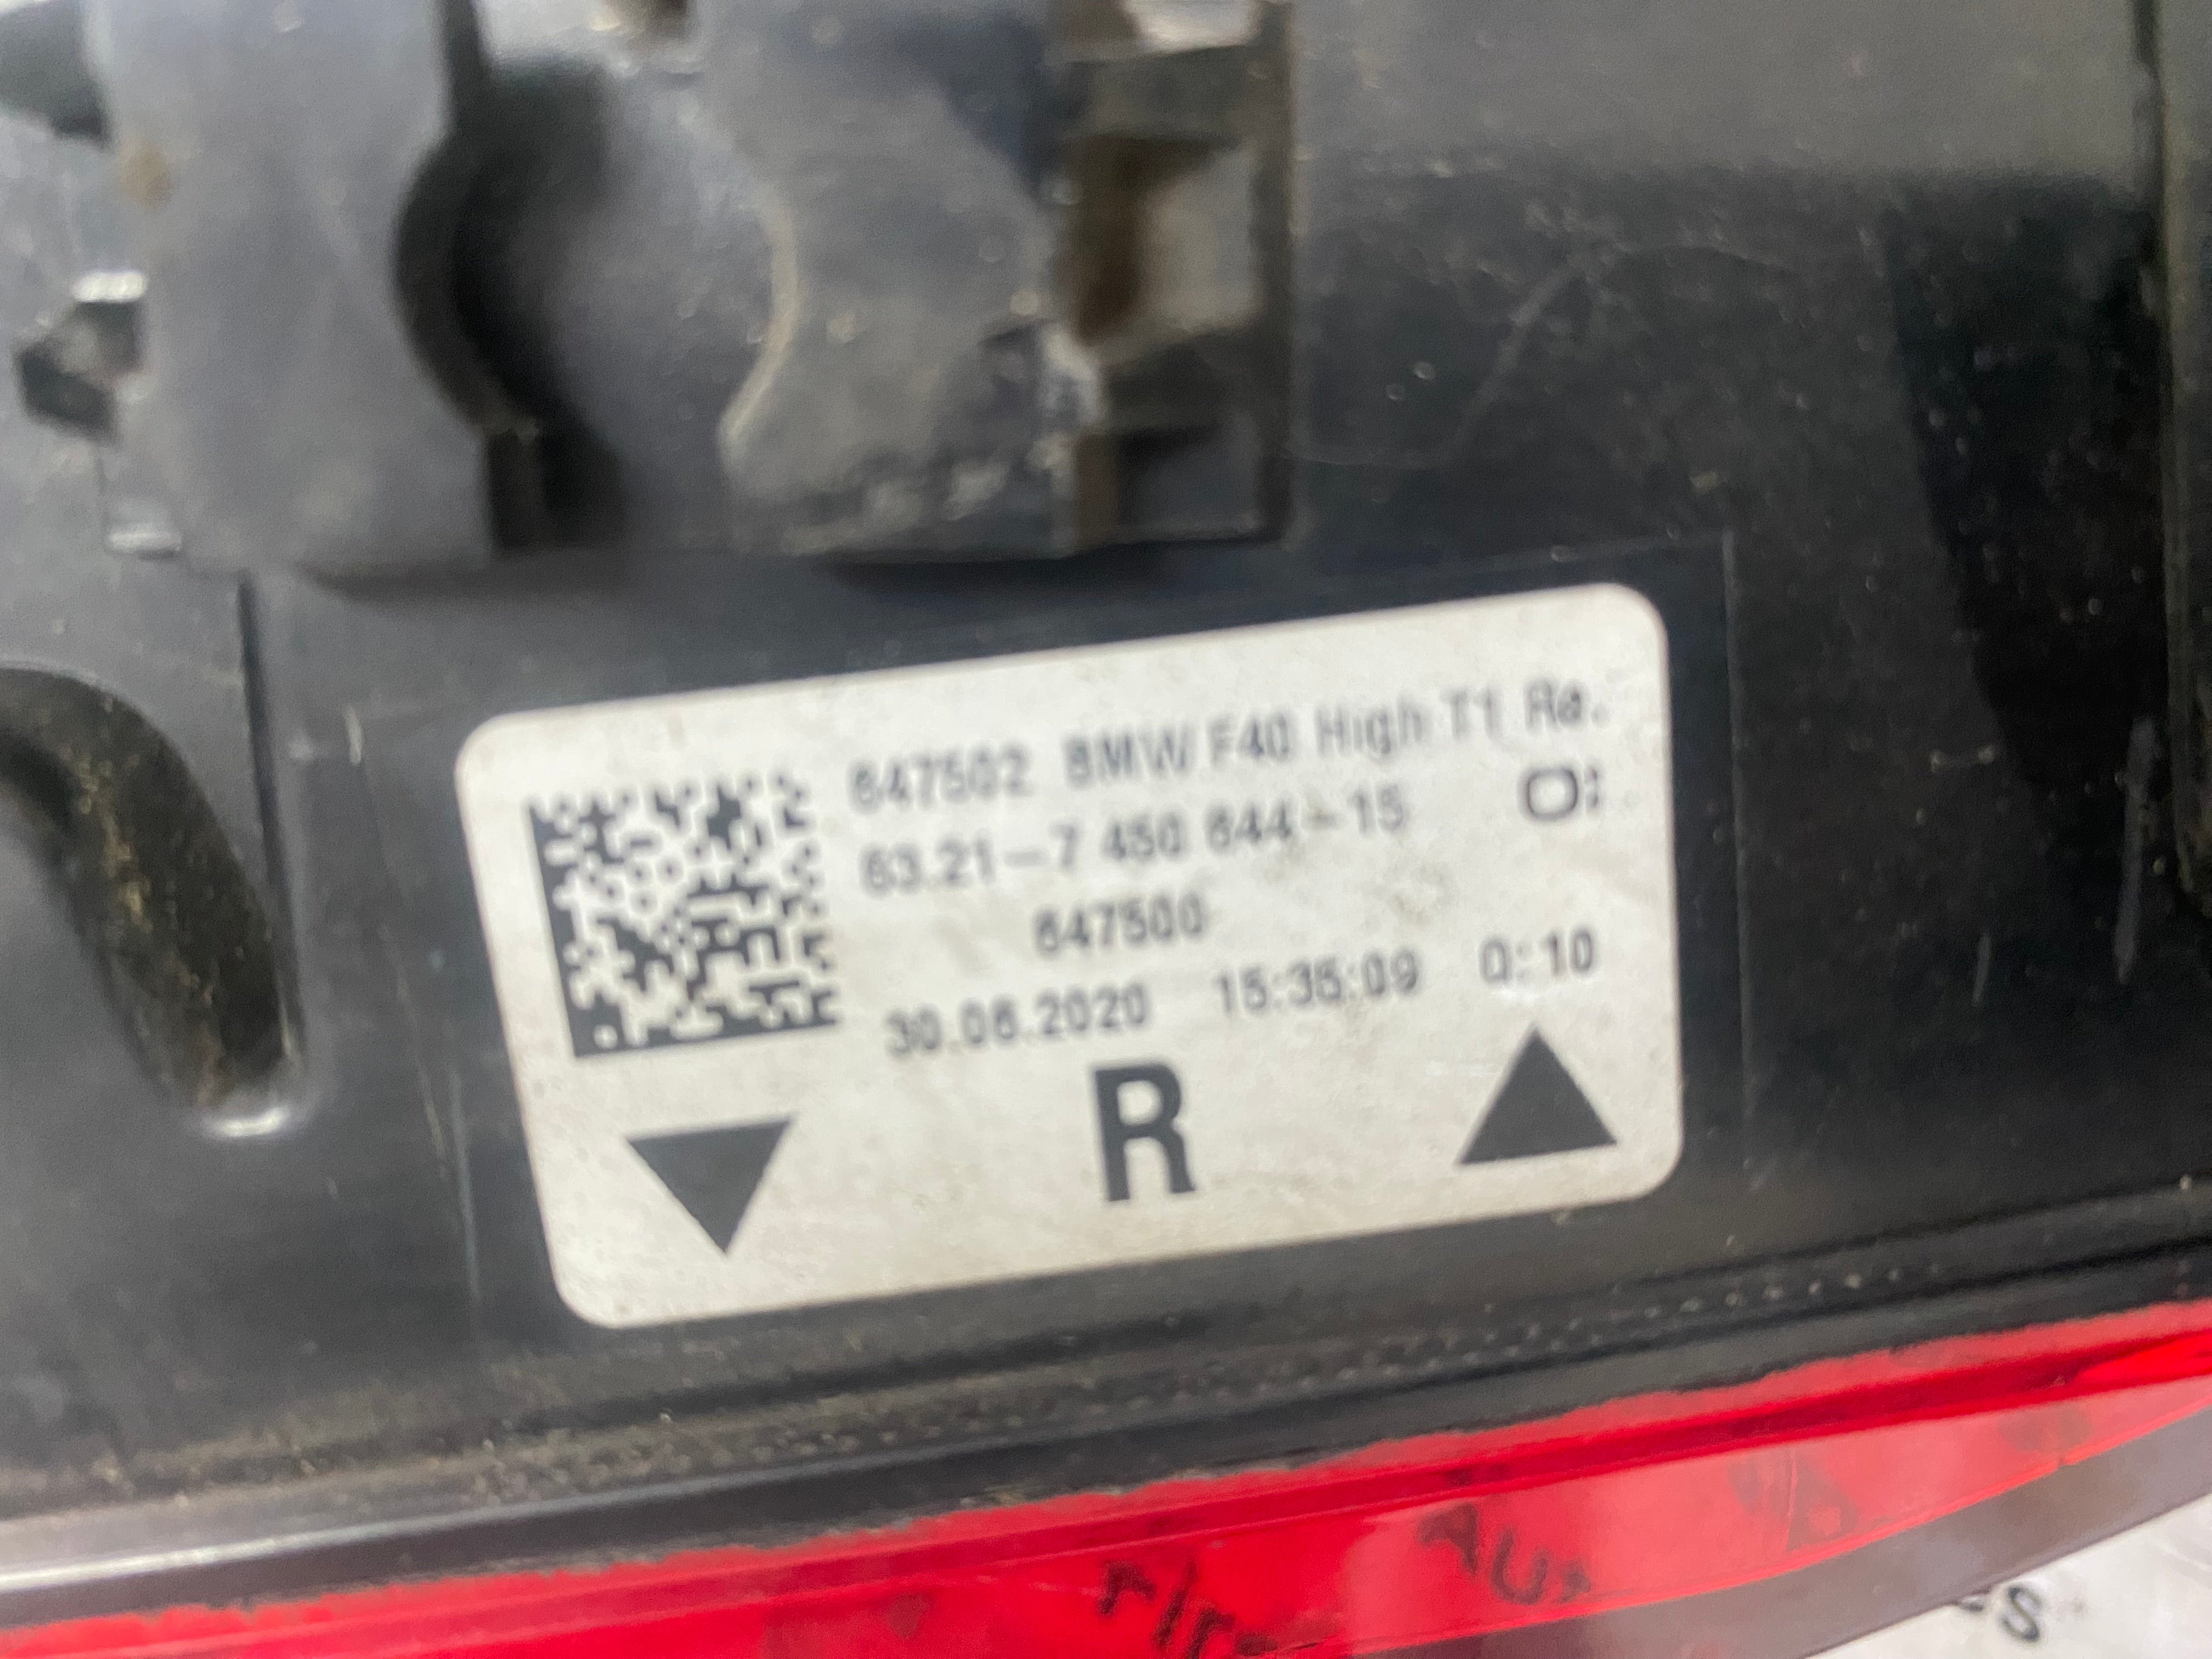 647502 BMW F40 High T1 Re.
63.21-7 450 644-15
647500
30.06.2020 15:35:09 Q:10
R